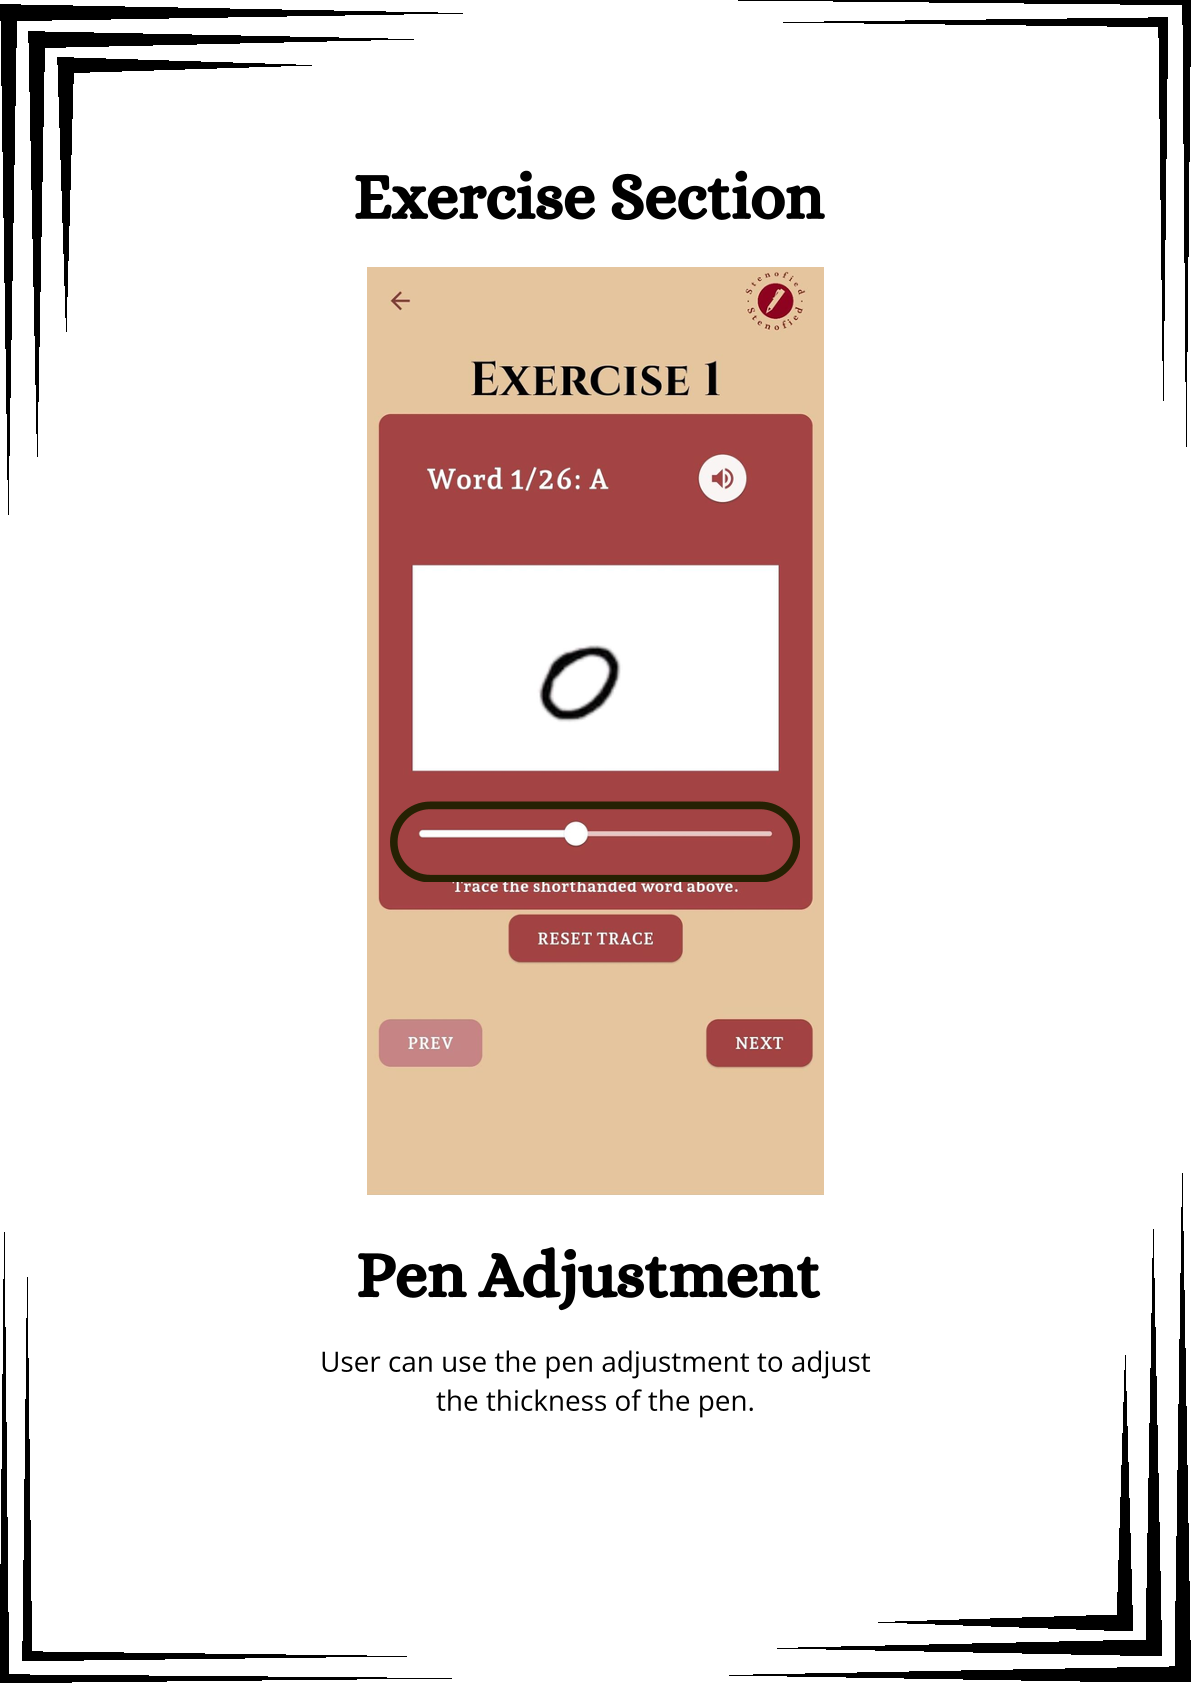 Exercise Section
· Stenofied · Stenofied
Exercise 1
Word 1/26: A
Trace the shorthanded word above.
RESET TRACE
PREV
NEXT
Pen Adjustment
User can use the pen adjustment to adjust
the thickness of the pen.